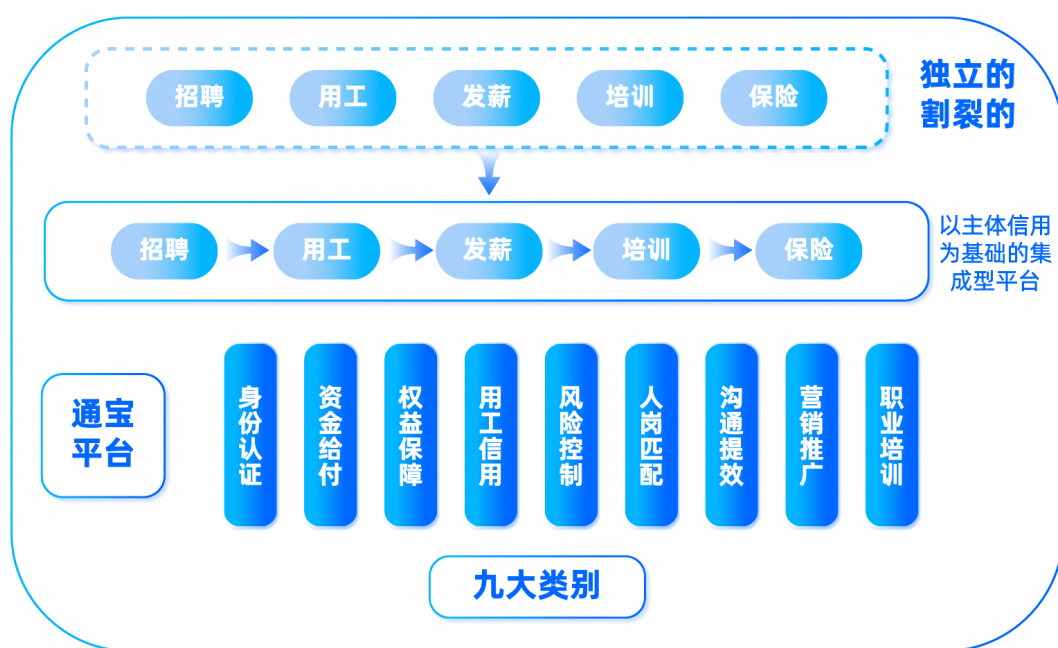 招聘
用工
发薪
培训
保险
独立的
割裂的
招聘
用工
发薪
培训
保险
以主体信用
为基础的集
成型平台
通宝
平台
身份认证
资金给付
权益保障
用工信用
风险控制
人岗匹配
沟通提效
营销推广
职业培训
九大类别